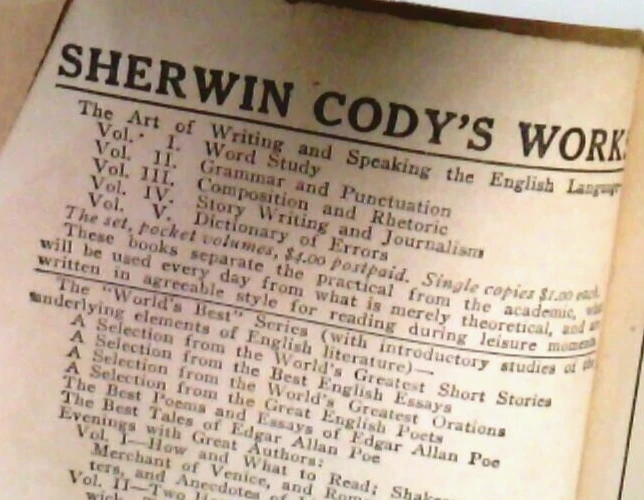 SHERWIN CODY'S WORKS
The Art of Writing and Speaking the English Language
Vol. I. Word Study
Vol. II. Grammar and Punctuation
Vol. III. Composition and Rhetoric
Vol. IV. Story Writing and Journalism
Vol. V. Dictionary of Errors
The set, pocket volumes, $4.00 postpaid. Single copies $1.00 each.
These books separate the practical from the academic, what
will be used every day from what is merely theoretical, and are
written in agreeable style for reading during leisure moments.
The "World's Best" Series (with introductory studies of the
underlying elements of English literature)—
A Selection from the World's Greatest Short Stories
A Selection from the Best English Essays
A Selection from the World's Greatest Orations
A Selection from the Great English Poets
The Best Poems and Essays of Edgar Allan Poe
The Best Tales of Edgar Allan Poe
Evenings with Great Authors:
Vol. I—How and What to Read; Shakes
Merchant of Venice, and Rom
ters, and Anecdotes of
Vol. II—Two